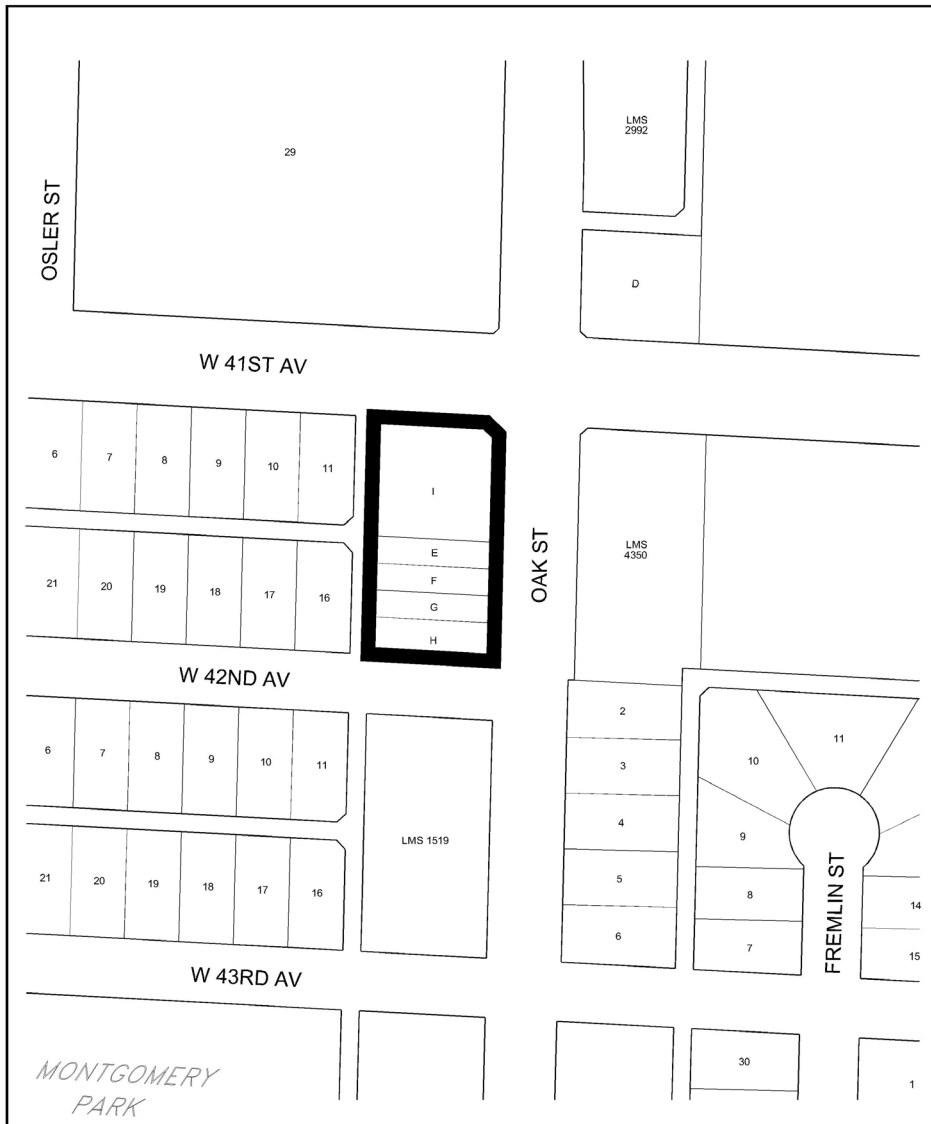 LMS
2992
29
OSLER ST
D
W 41ST AV
6
7
8
9
10
11
I
E
F
G
H
OAK ST
LMS
4350
21
20
19
18
17
16
W 42ND AV
2
3
4
5
6
6
7
8
9
10
11
LMS 1519
10
11
9
8
7
14
15
FREMLIN ST
21
20
19
18
17
16
W 43RD AV
MONTGOMERY
PARK
30
1